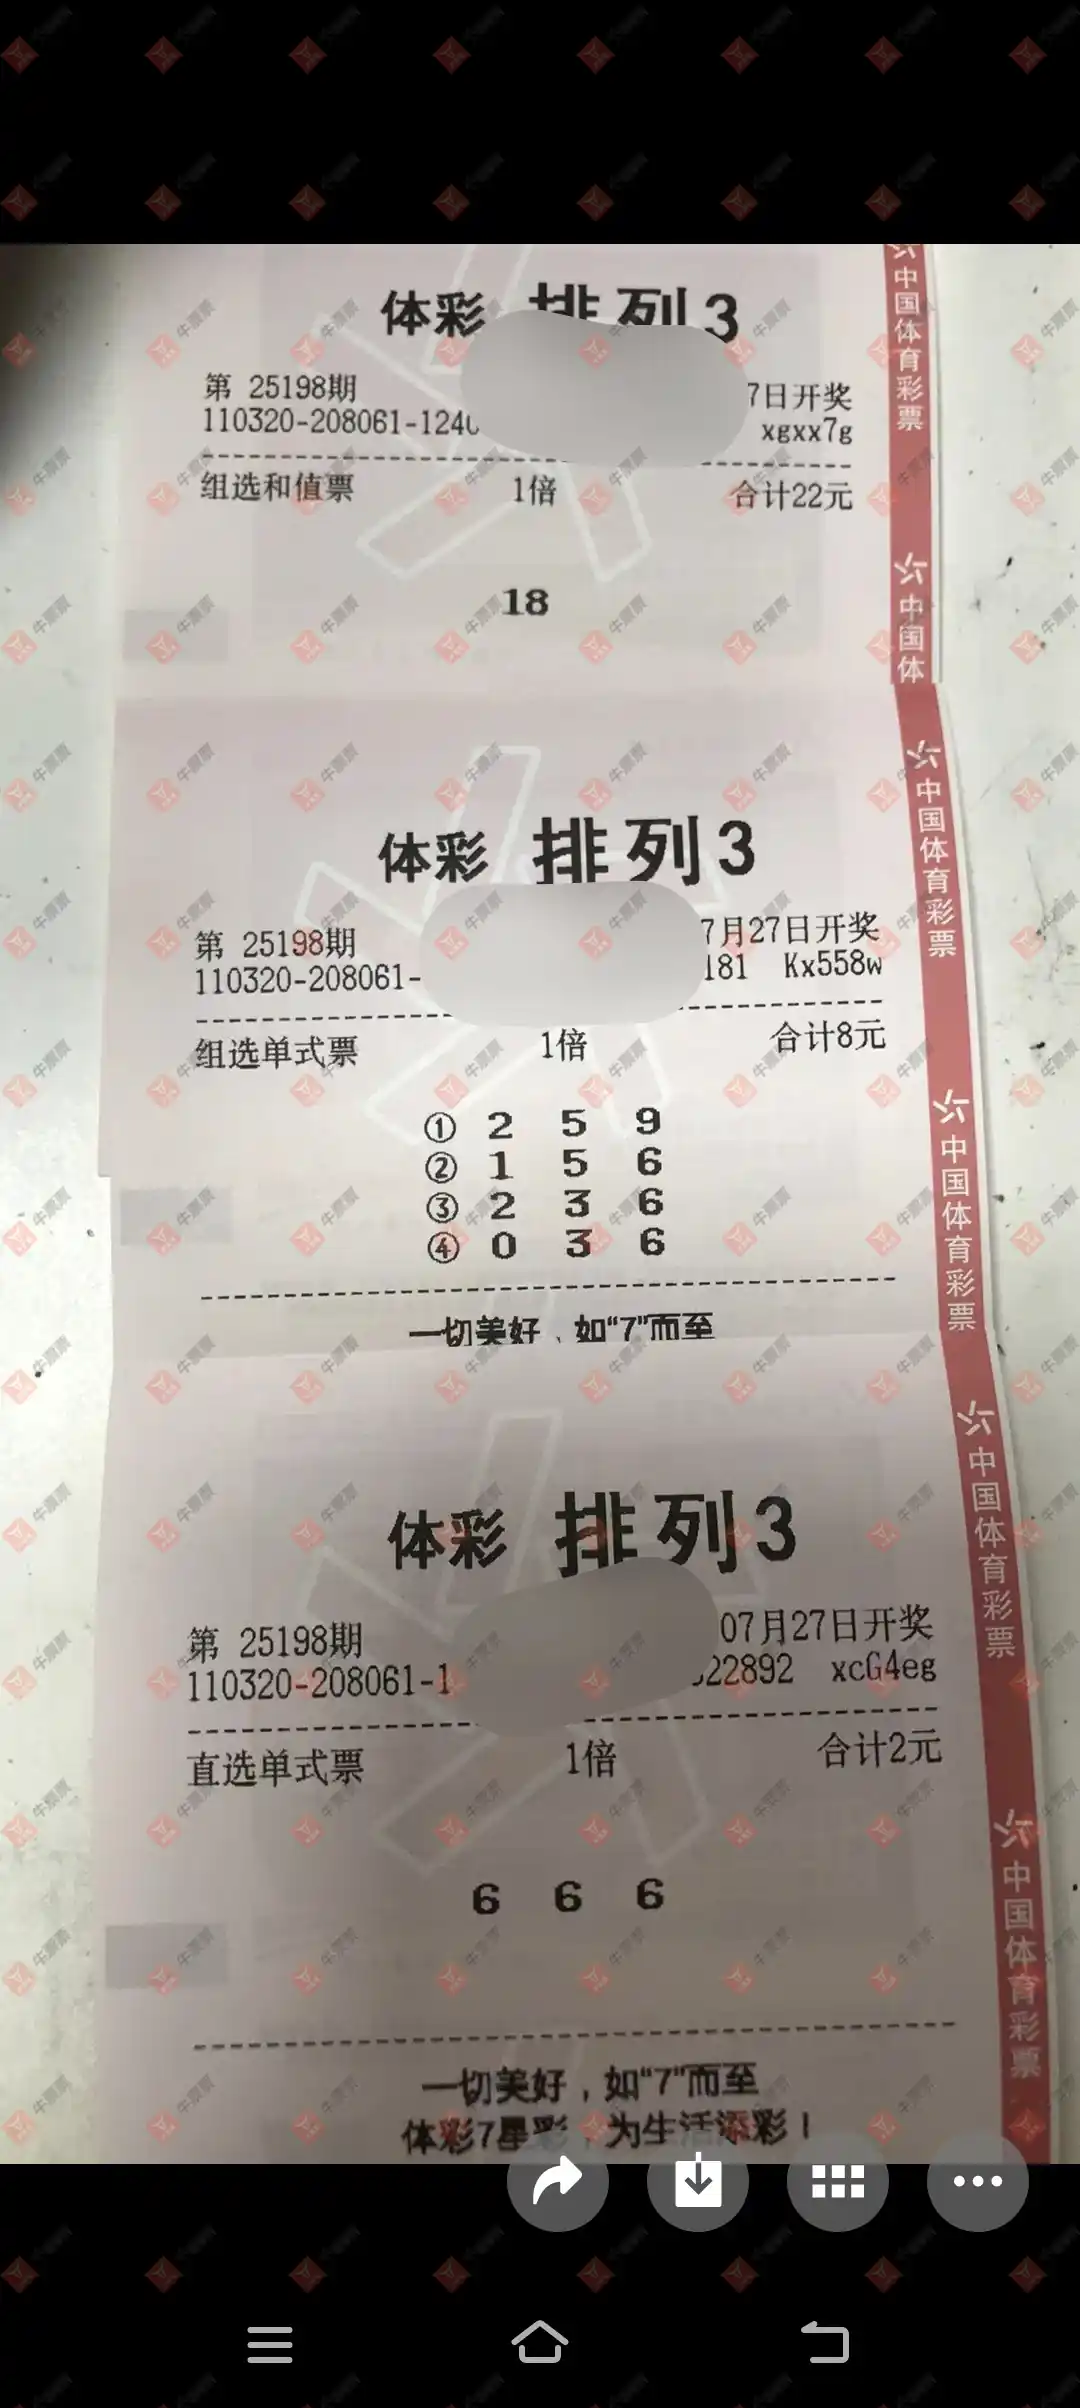 体彩 排列3
第 25198期 7日开奖
110320-208061-124 xgxx7g
组选和值票 1倍 合计22元
18
体彩 排列3
第 25198期 7月27日开奖
110320-208061- 181 Kx558w
组选单式票 1倍 合计8元
① 2 5 9
② 1 5 6
③ 2 3 6
④ 0 3 6
一切美好，如“7”而至
体彩 排列3
第 25198期 07月27日开奖
110320-208061-1 22892 xcG4eg
直选单式票 1倍 合计2元
6 6 6
一切美好，如“7”而至
体彩7星彩，为生活添彩！
中国体育彩票
中国体
中国体育彩票
中国体育彩票
中国体育彩票
中国体育彩票
牛票票